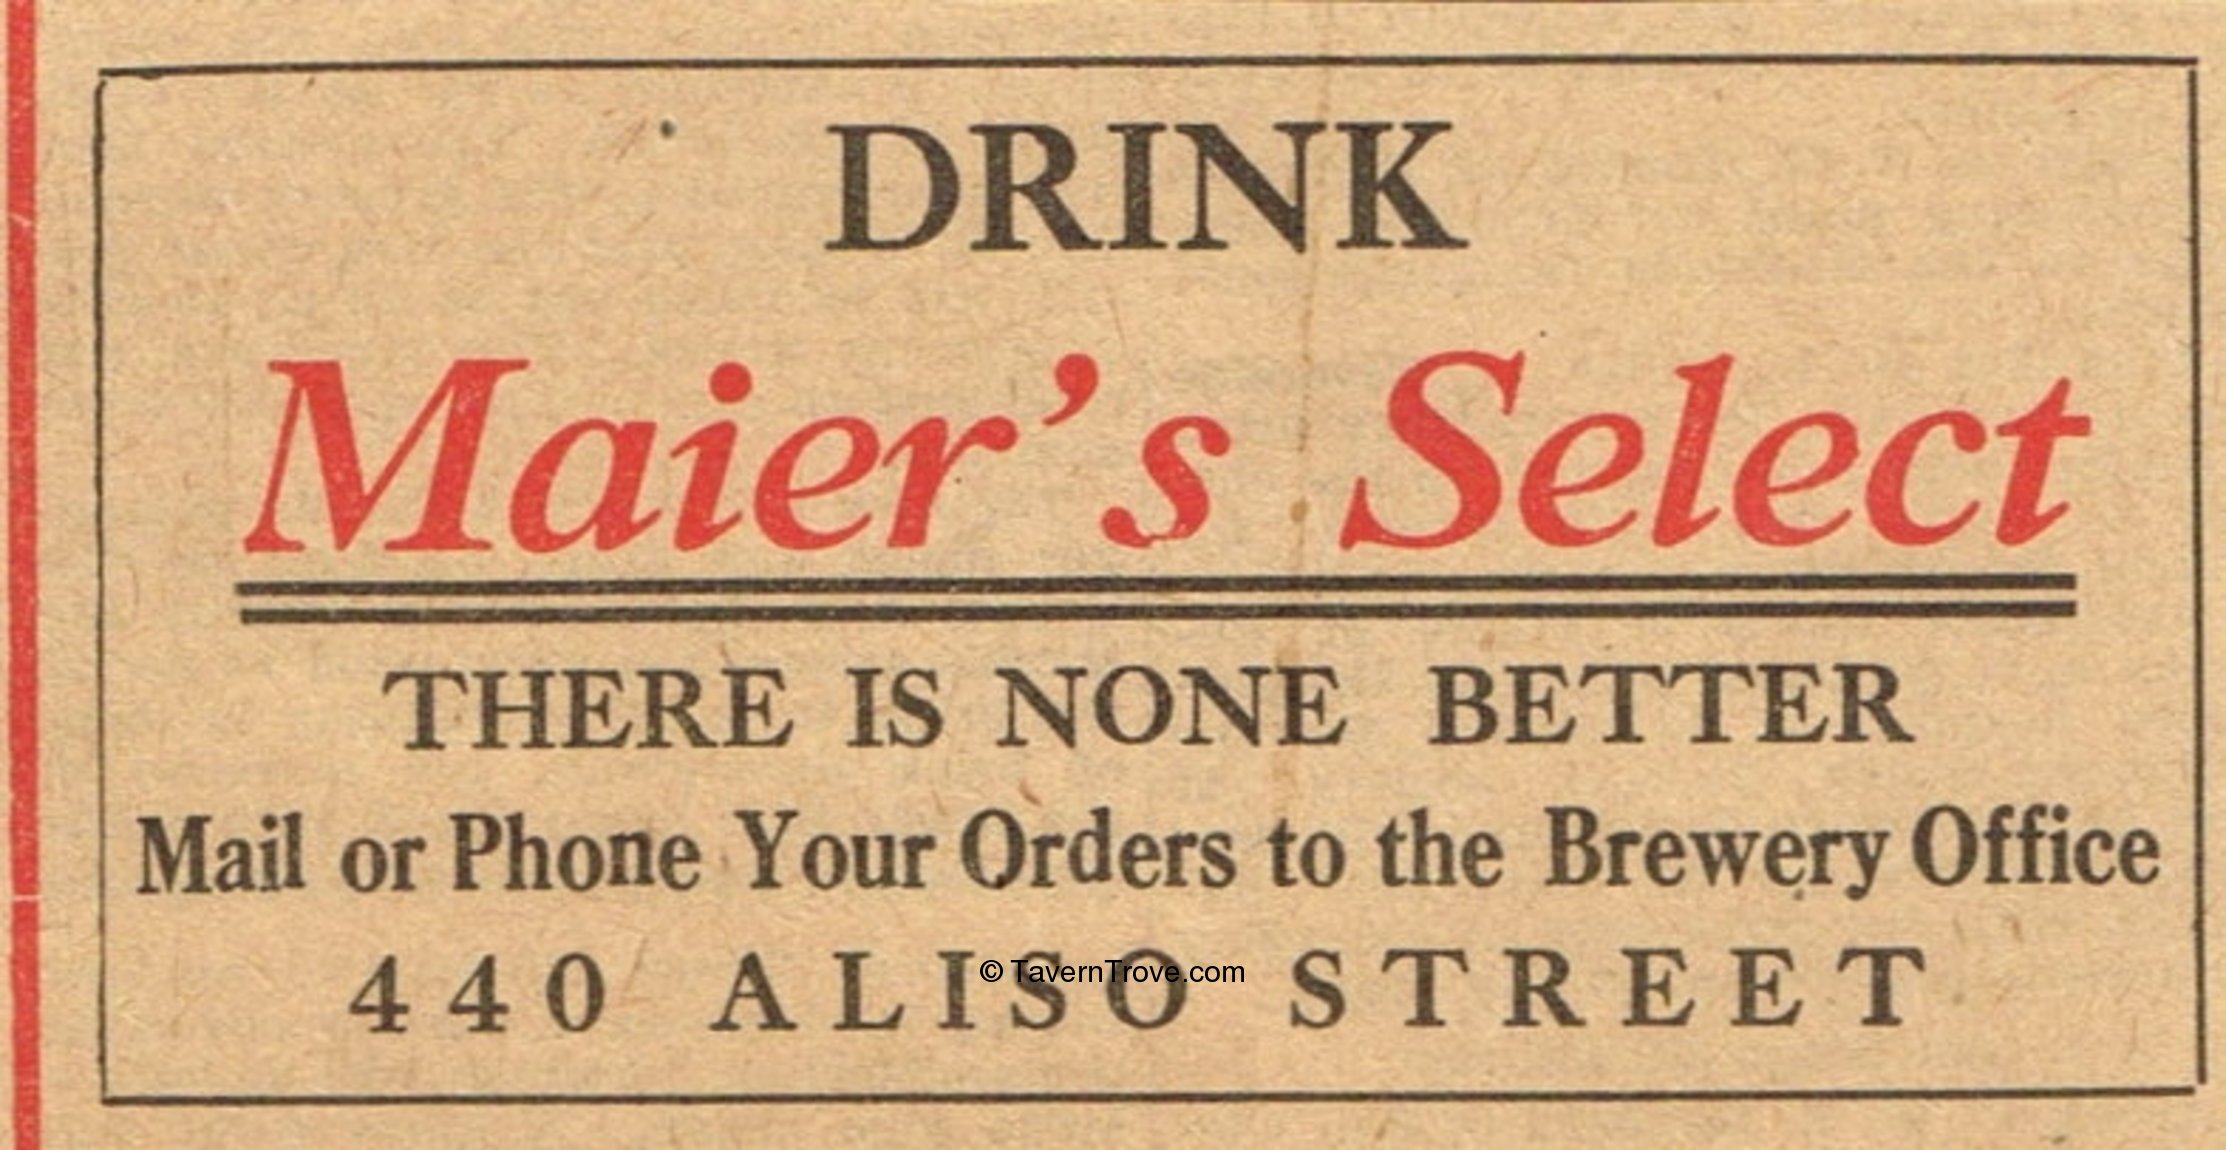 DRINK
Maier's Select
THERE IS NONE BETTER
Mail or Phone Your Orders to the Brewery Office
440 ALISO STREET
© TavernTrove.com